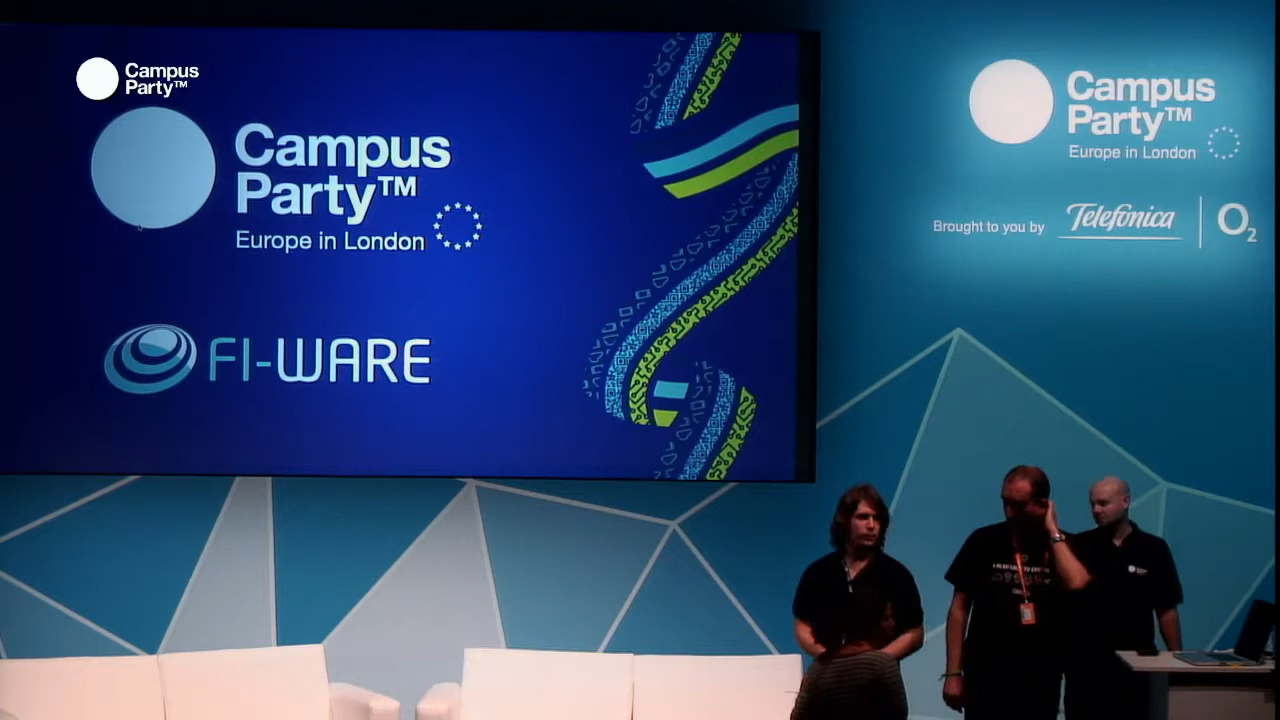 Campus
Party™
Campus
Party™
Europe in London
FI-WARE
Campus
Party™
Europe in London
Brought to you by
Telefónica
O2